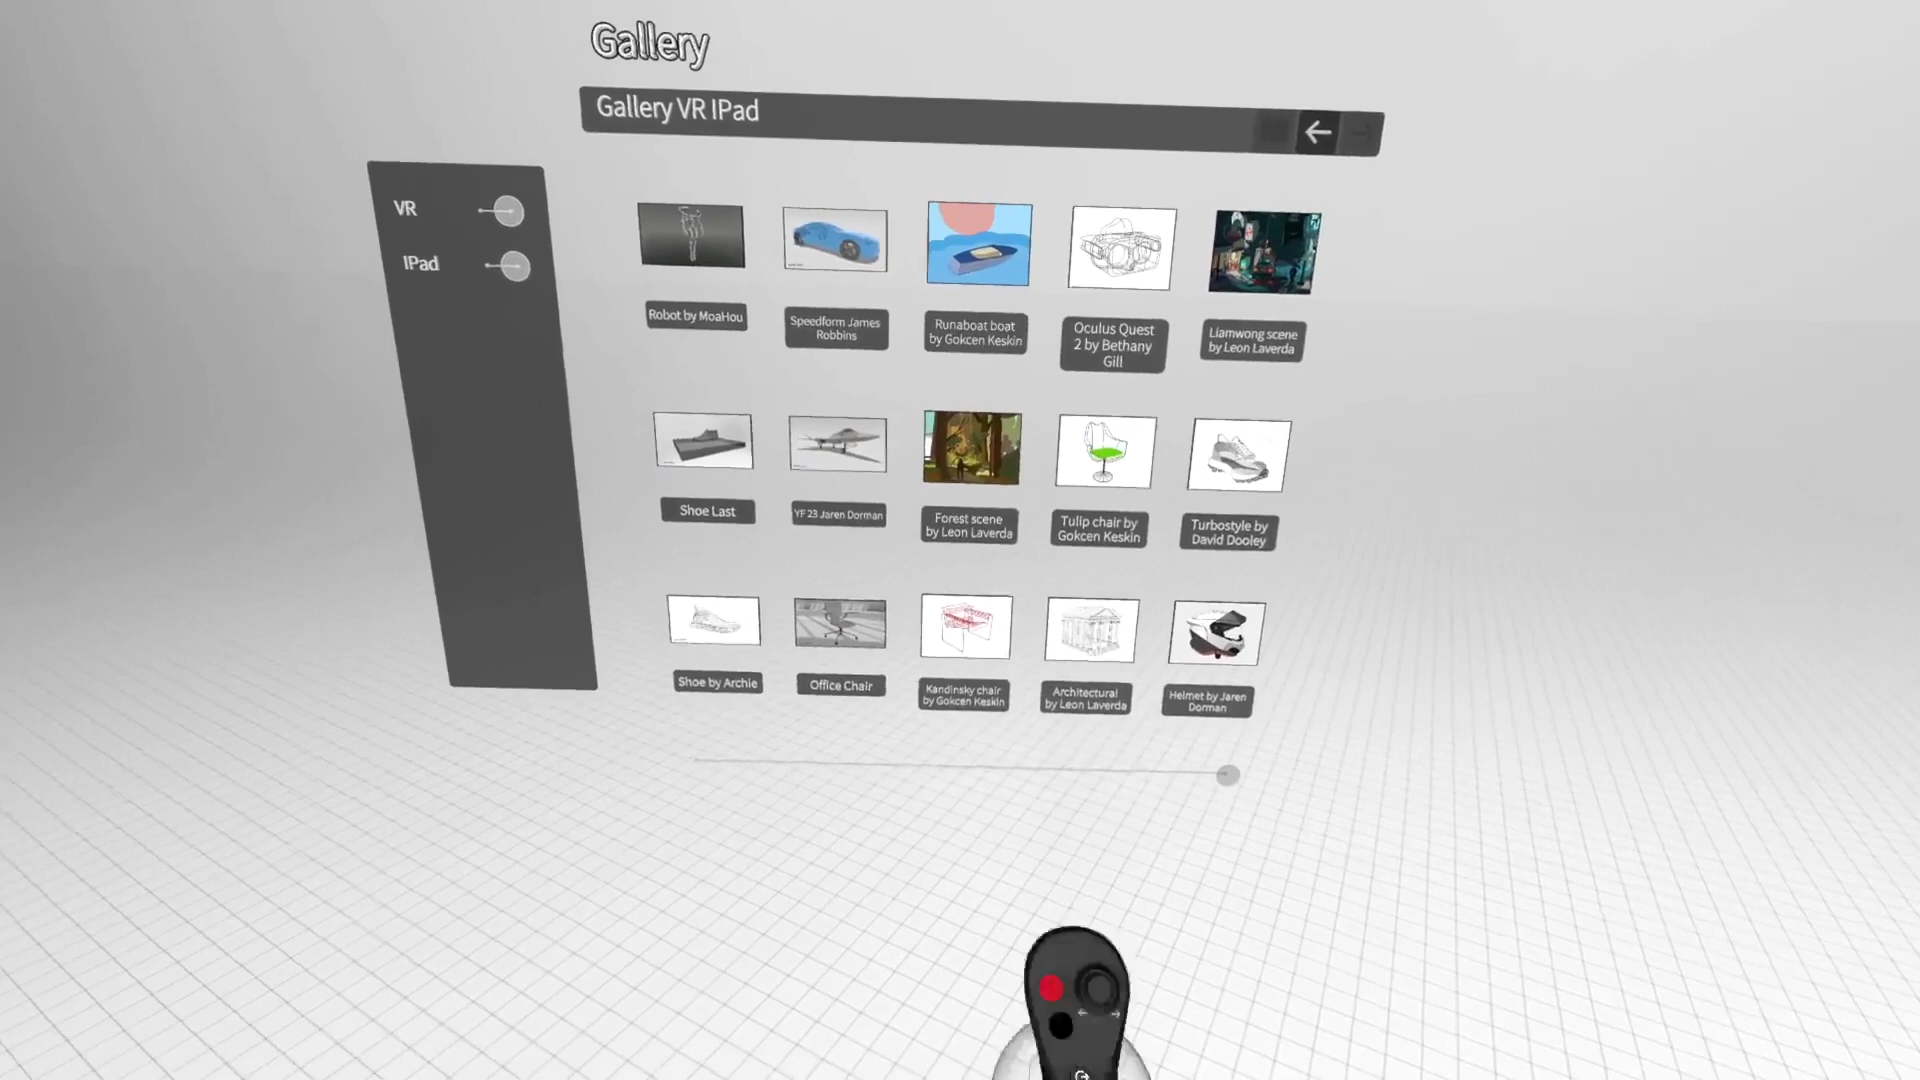 Gallery
Gallery VR IPad
VR
IPad
Robot by MoaHou
Speedform James
Robbins
Runaboat boat
by Gokcen Keskin
Oculus Quest
2 by Bethany
Gill
Liamwong scene
by Leon Laverda
Shoe Last
YF 23 Jaren Dorman
Forest scene
by Leon Laverda
Tulip chair by
Gokcen Keskin
Turbostyle by
David Dooley
Shoe by Archie
Office Chair
Kandinsky chair
by Gokcen Keskin
Architectural
by Leon Laverda
Helmet by Jaren
Dorman